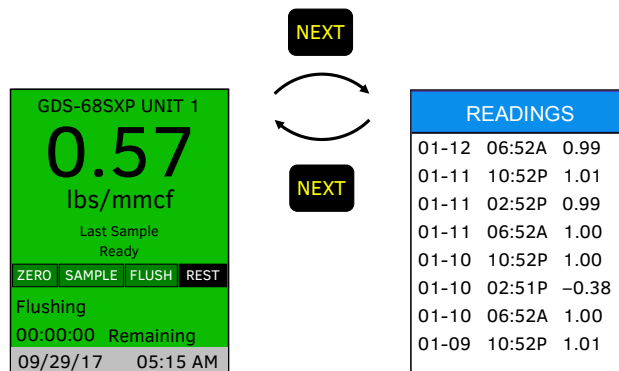 NEXT
GDS-68SXP UNIT 1
0.57
lbs/mmcf
Last Sample
Ready
ZERO SAMPLE FLUSH REST
Flushing
00:00:00 Remaining
09/29/17 05:15 AM
NEXT
READINGS
01-12 06:52A 0.99
01-11 10:52P 1.01
01-11 02:52P 0.99
01-11 06:52A 1.00
01-10 10:52P 1.00
01-10 02:51P –0.38
01-10 06:52A 1.00
01-09 10:52P 1.01